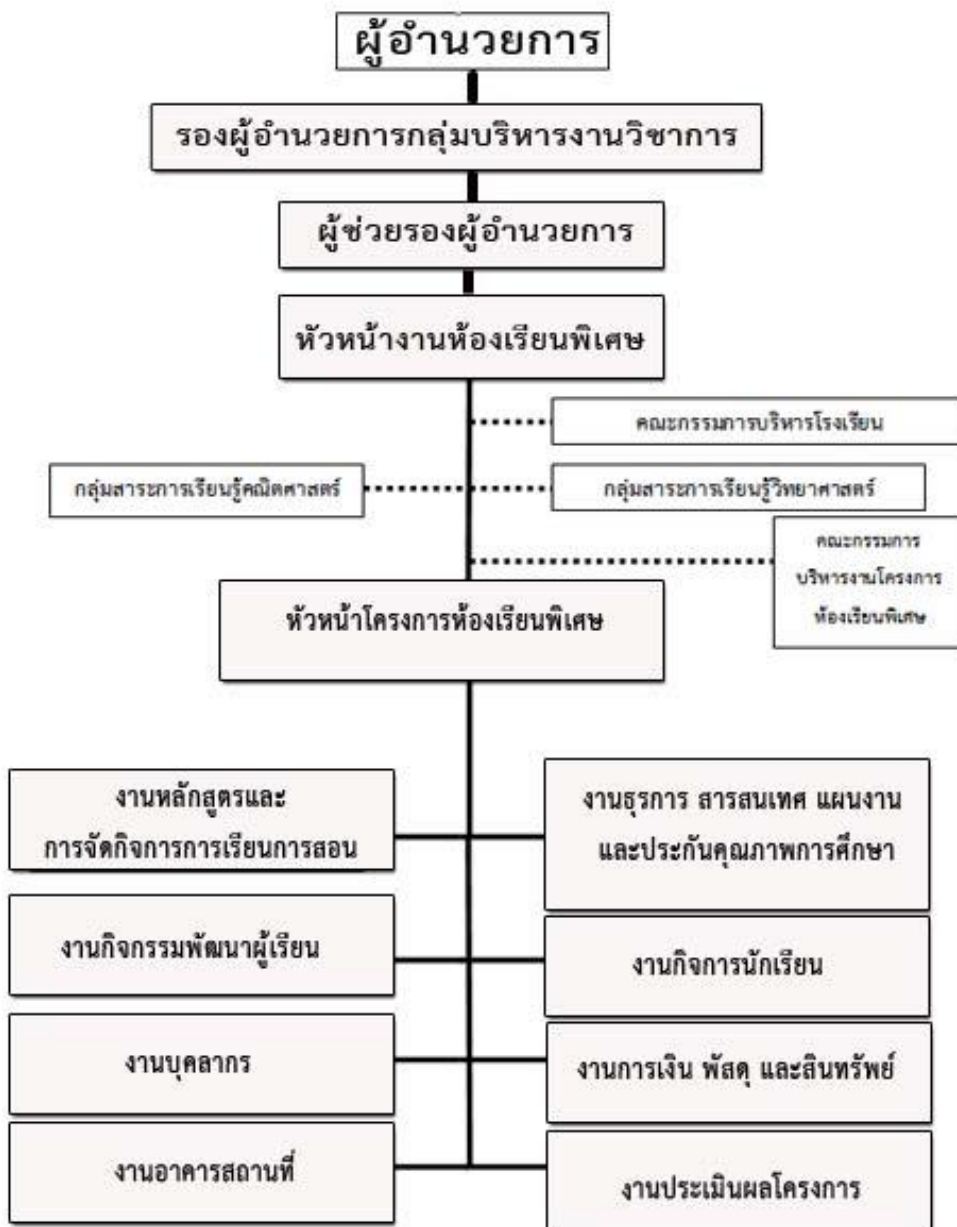 ผู้อำนวยการ
รองผู้อำนวยการกลุ่มบริหารงานวิชาการ
ผู้ช่วยรองผู้อำนวยการ
หัวหน้างานห้องเรียนพิเศษ
คณะกรรมการบริหารโรงเรียน
กลุ่มสาระการเรียนรู้คณิตศาสตร์
กลุ่มสาระการเรียนรู้วิทยาศาสตร์
คณะกรรมการ
บริหารงานโครงการ
ห้องเรียนพิเศษ
หัวหน้าโครงการห้องเรียนพิเศษ
งานหลักสูตรและ
การจัดกิจการการเรียนการสอน
งานธุรการ สารสนเทศ แผนงาน
และประกันคุณภาพการศึกษา
งานกิจกรรมพัฒนาผู้เรียน
งานกิจการนักเรียน
งานบุคลากร
งานการเงิน พัสดุ และสินทรัพย์
งานอาคารสถานที่
งานประเมินผลโครงการ